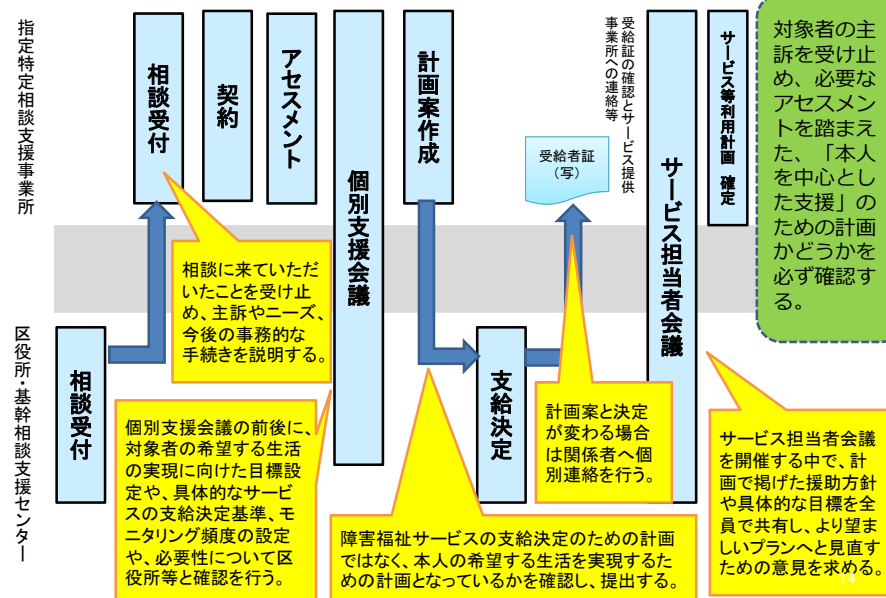 指定特定相談支援事業所
相談受付
契約
アセスメント
個別支援会議
計画案作成
受給証の確認とサービス提供
事業所への連絡等
受給者証
（写）
サービス担当者会議
サービス等利用計画 確定
対象者の主
訴を受け止
め、必要な
アセスメン
トを踏まえ
た、「本人
を中心とし
た支援」の
ための計画
かどうかを
必ず確認す
る。
相談に来ていただ
いたことを受け止
め、主訴やニーズ、
今後の事務的な
手続きを説明する。
区役所・基幹相談支援センター
相談受付
支給決定
個別支援会議の前後に、
対象者の希望する生活
の実現に向けた目標設
定や、具体的なサービ
スの支給決定基準、モ
ニタリング頻度の設定
や、必要性について区
役所等と確認を行う。
障害福祉サービスの支給決定のための計画
ではなく、本人の希望する生活を実現するた
めの計画となっているかを確認し、提出する。
計画案と決定
が変わる場合
は関係者へ個
別連絡を行う。
サービス担当者会議
を開催する中で、計
画で掲げた援助方針
や具体的な目標を全
員で共有し、より望ま
しいプランへと見直す
ための意見を求める。
14